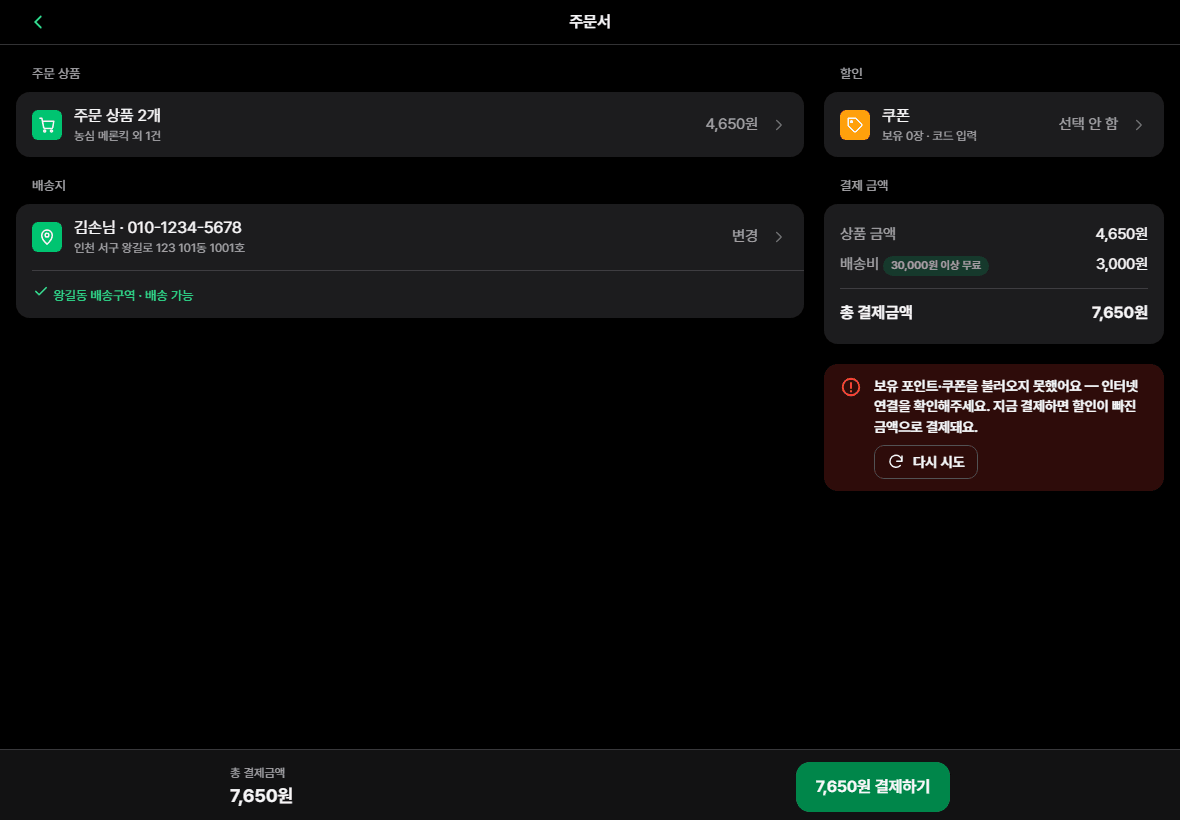 주문서
주문 상품
주문 상품 2개
농심 메론킥 외 1건
4,650원
배송지
김손님 · 010-1234-5678
인천 서구 왕길로 123 101동 1001호
변경
왕길동 배송구역 · 배송 가능
할인
쿠폰
보유 0장 · 코드 입력
선택 안 함
결제 금액
상품 금액 4,650원
배송비 30,000원 이상 무료 3,000원
총 결제금액 7,650원
보유 포인트·쿠폰을 불러오지 못했어요 — 인터넷
연결을 확인해주세요. 지금 결제하면 할인이 빠진
금액으로 결제돼요.
다시 시도
총 결제금액
7,650원
7,650원 결제하기